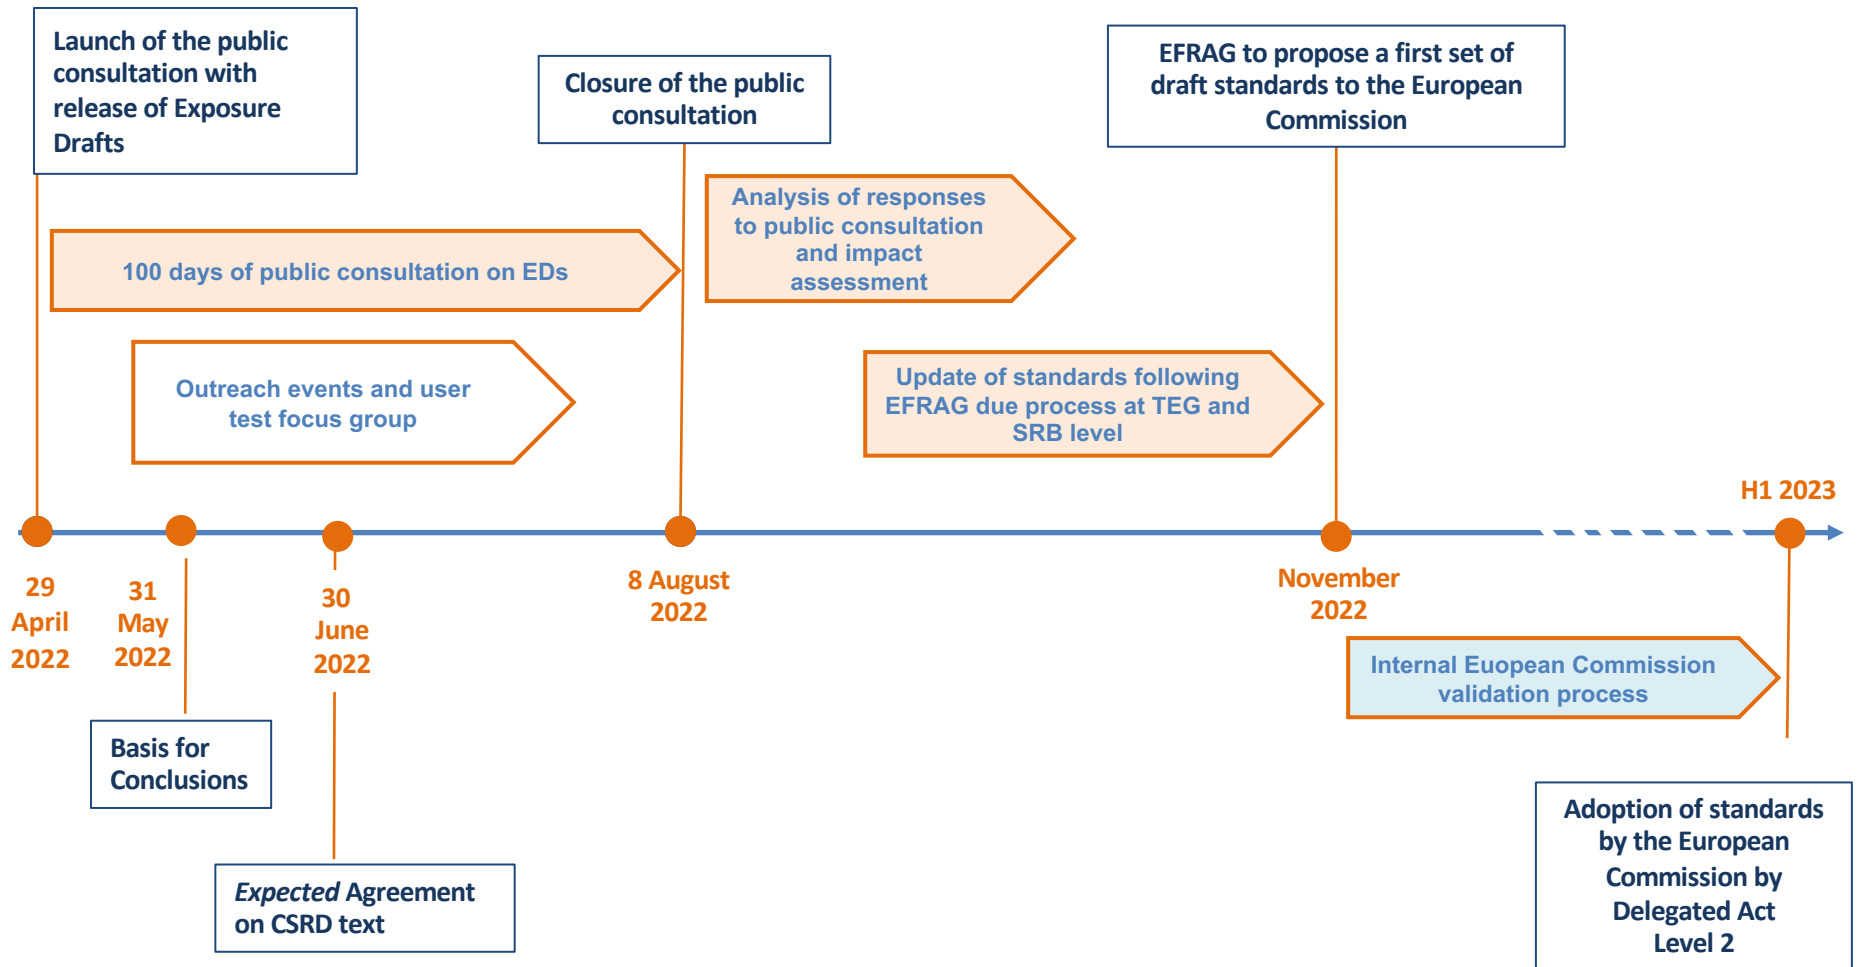 Launch of the public
consultation with
release of Exposure
Drafts
Closure of the public
consultation
EFRAG to propose a first set of
draft standards to the European
Commission
Analysis of responses
to public consultation
and impact
assessment
100 days of public consultation on EDs
Outreach events and user
test focus group
Update of standards following
EFRAG due process at TEG and
SRB level
H1 2023
29
April
2022
31
May
2022
30
June
2022
8 August
2022
November
2022
Internal Euopean Commission
validation process
Basis for
Conclusions
Expected Agreement
on CSRD text
Adoption of standards
by the European
Commission by
Delegated Act
Level 2